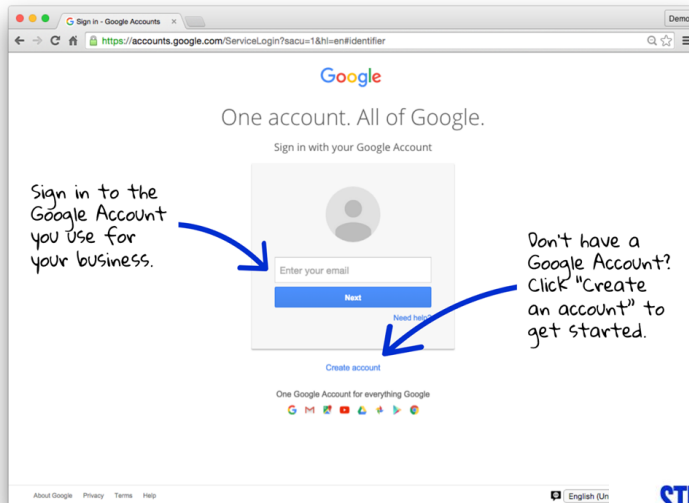 G Sign in - Google Accounts ×
Demo
https://accounts.google.com/ServiceLogin?sacu=1&hl=en#identifier
Google
One account. All of Google.
Sign in with your Google Account
Sign in to the
Google Account
you use for
your business.
Enter your email
Next
Need help?
Don't have a
Google Account?
Click "Create
an account" to
get started.
Create account
One Google Account for everything Google
About Google Privacy Terms Help
English (Un